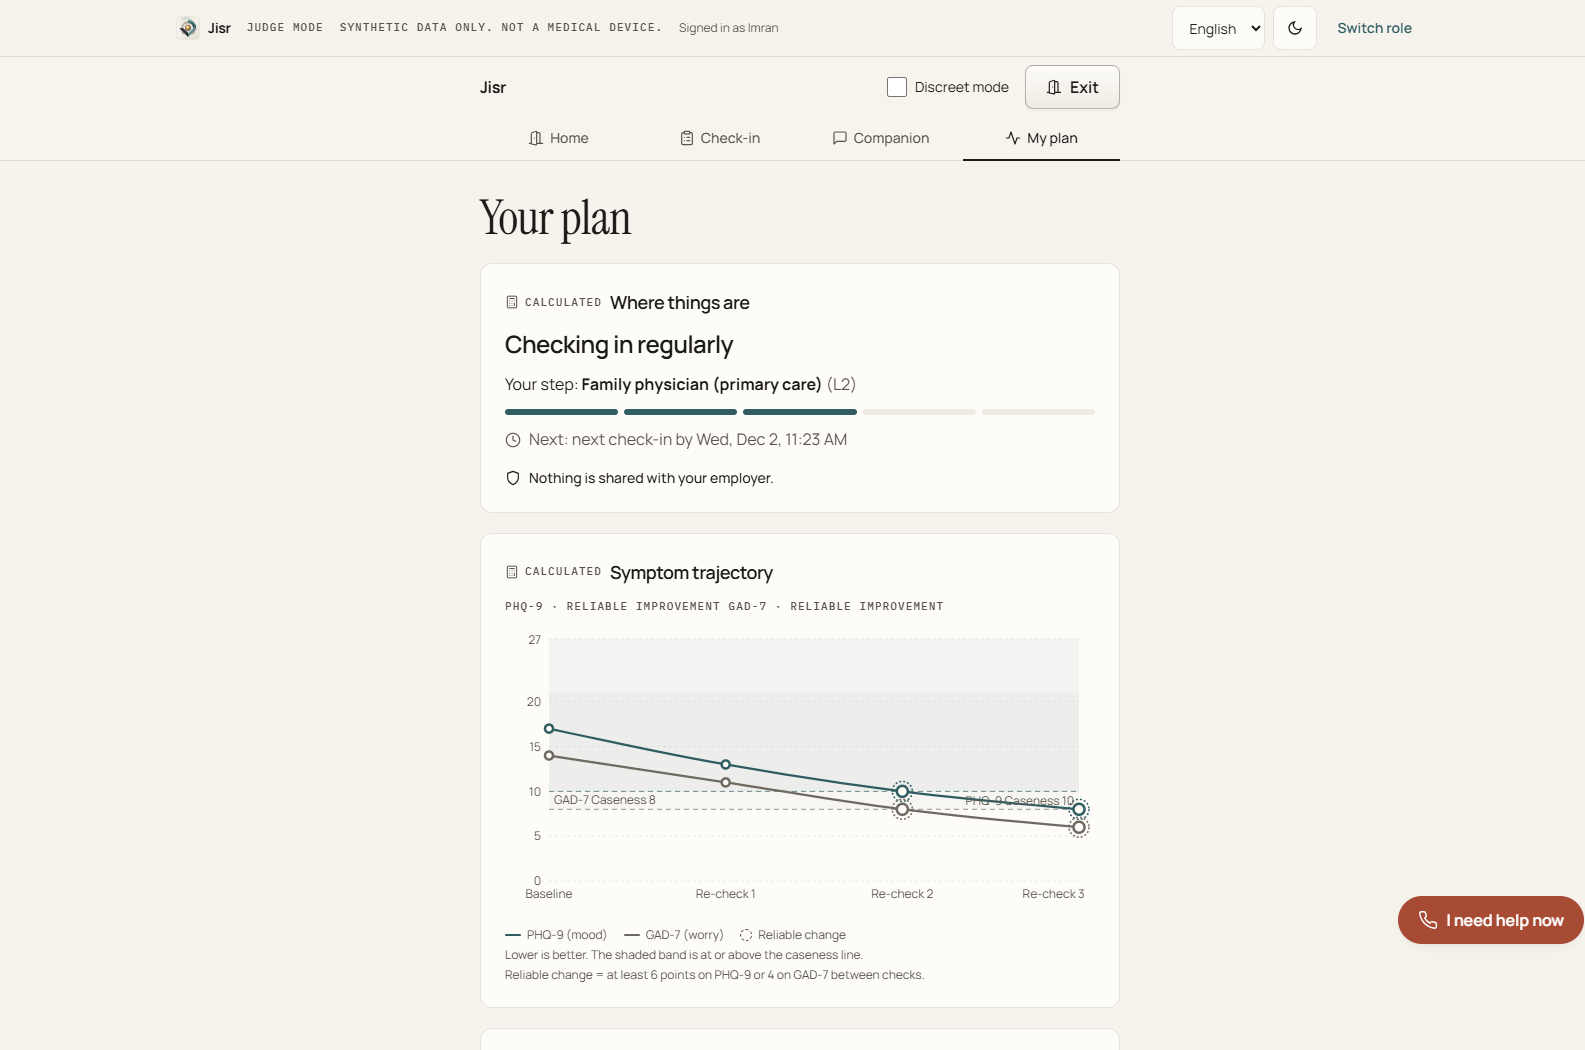 Jisr JUDGE MODE SYNTHETIC DATA ONLY. NOT A MEDICAL DEVICE. Signed in as Imran English Switch role
Jisr Discreet mode Exit
Home Check-in Companion My plan
Your plan
CALCULATED Where things are
Checking in regularly
Your step: Family physician (primary care) (L2)
Next: next check-in by Wed, Dec 2, 11:23 AM
Nothing is shared with your employer.
CALCULATED Symptom trajectory
PHQ-9 · RELIABLE IMPROVEMENT GAD-7 · RELIABLE IMPROVEMENT
27
20
15
10
GAD-7 Caseness 8 PHQ-9 Caseness 10
5
0
Baseline Re-check 1 Re-check 2 Re-check 3
I need help now
PHQ-9 (mood) GAD-7 (worry) Reliable change
Lower is better. The shaded band is at or above the caseness line.
Reliable change = at least 6 points on PHQ-9 or 4 on GAD-7 between checks.